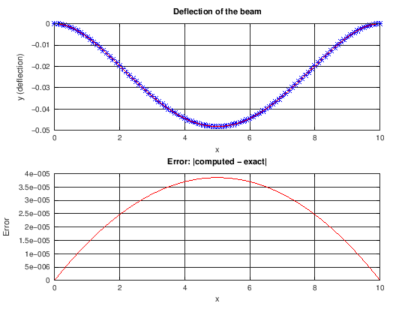 Deflection of the beam
0
−0.01
−0.02
−0.03
−0.04
−0.05
y (deflection)
0 2 4 6 8 10
x
Error: |computed − exact|
4e−005
3.5e−005
3e−005
2.5e−005
2e−005
1.5e−005
1e−005
5e−006
0
Error
0 2 4 6 8 10
x